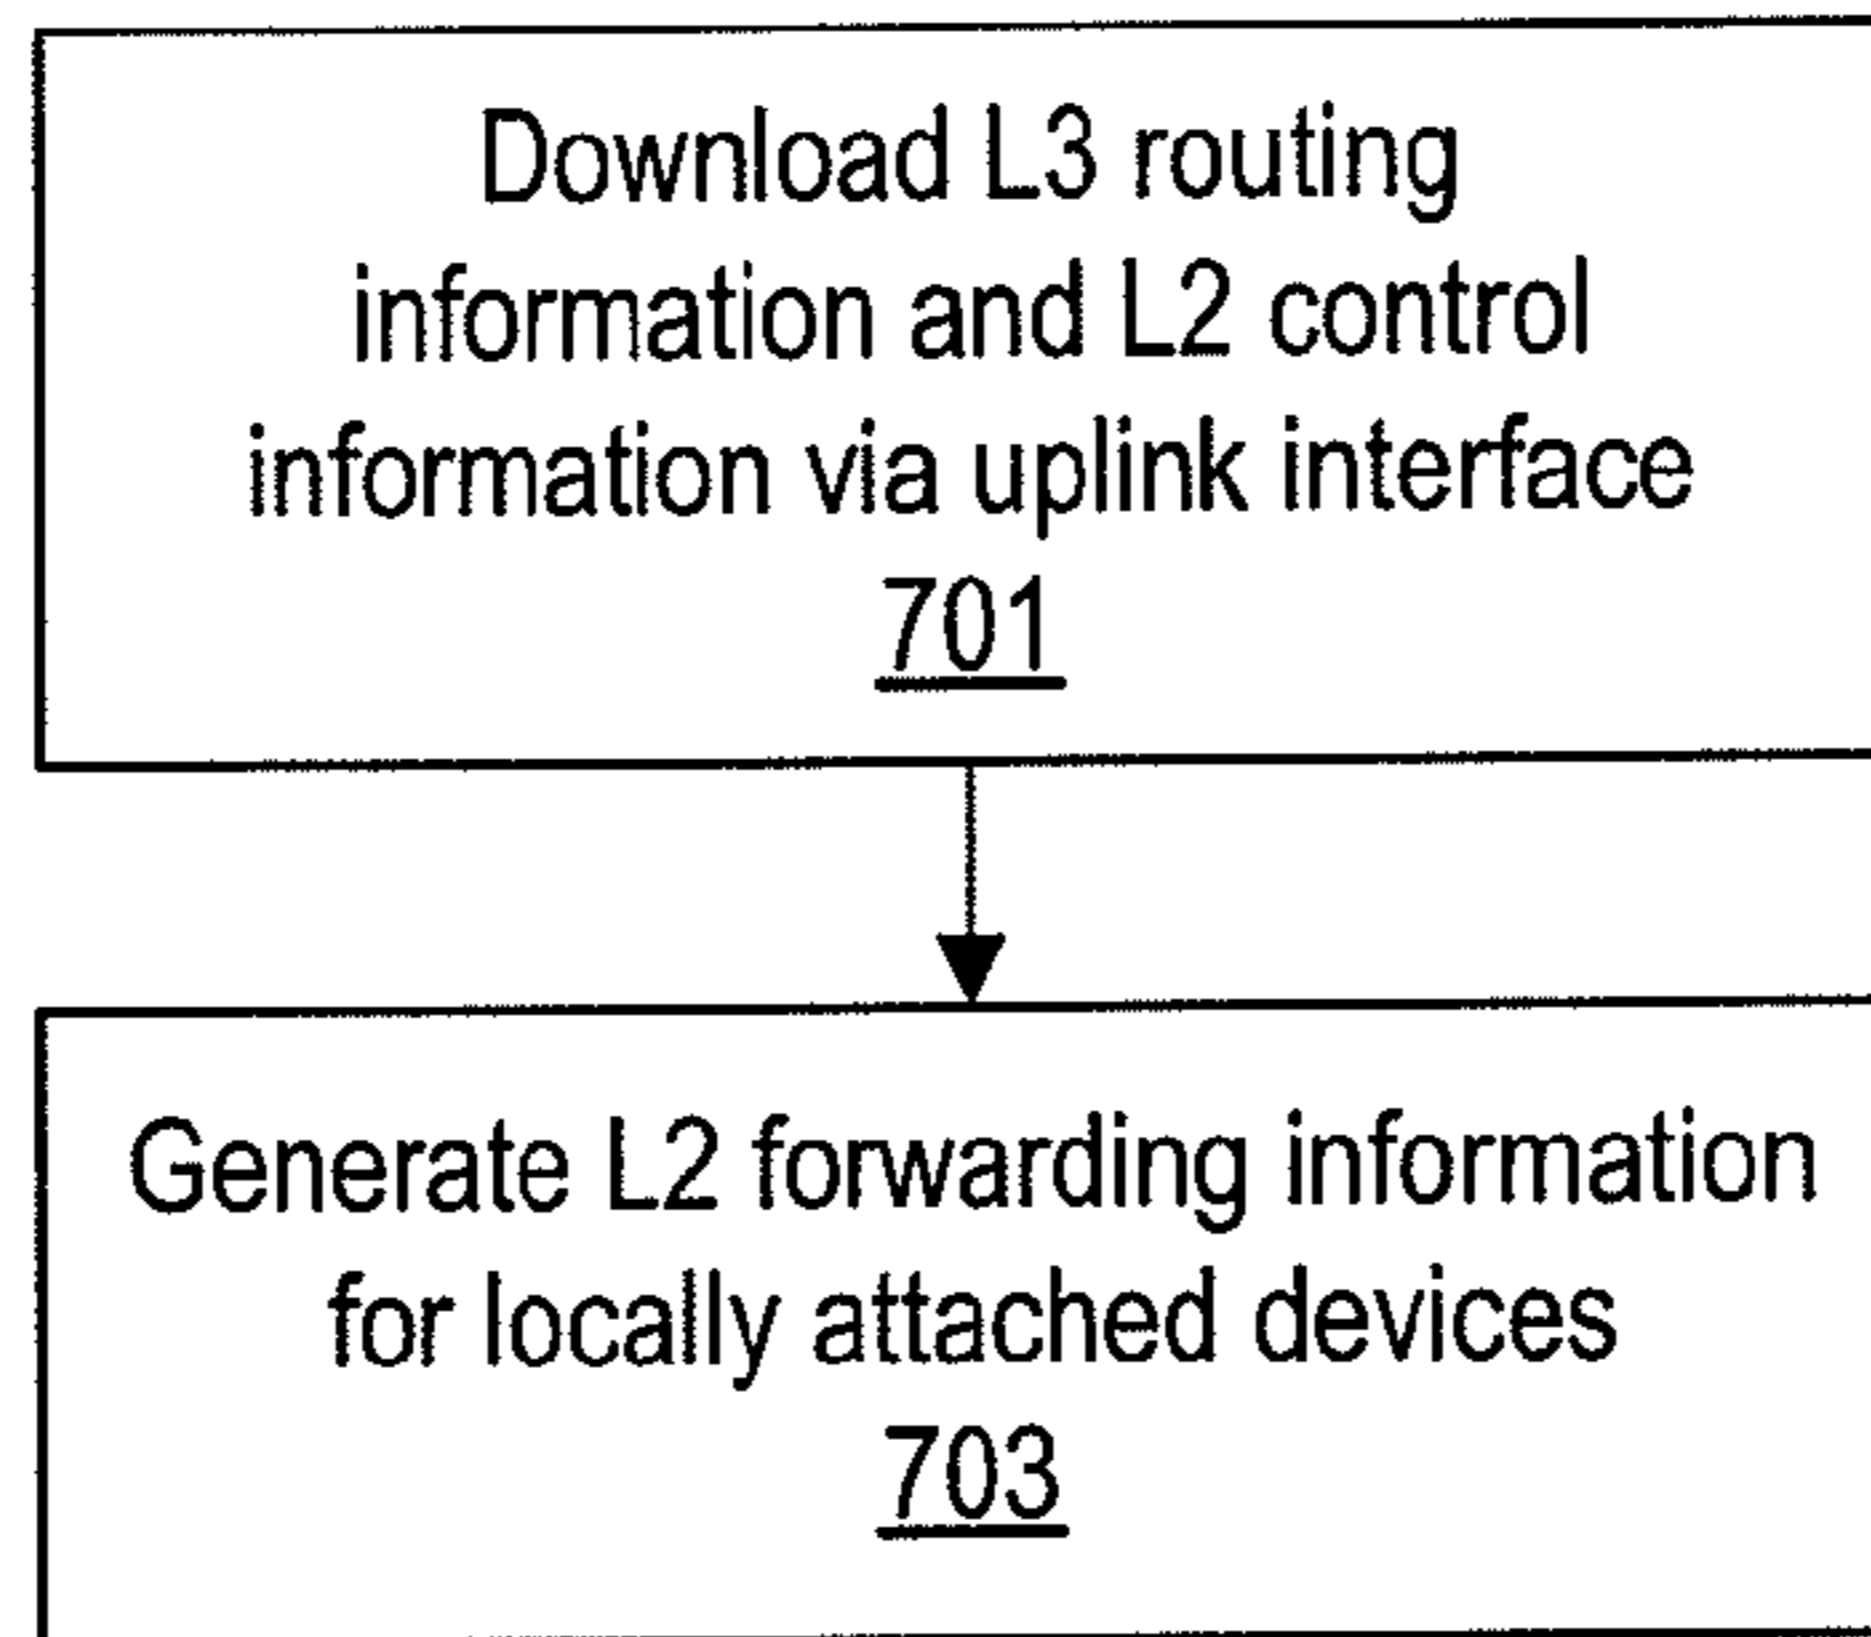 Download L3 routing
information and L2 control
information via uplink interface
701
Generate L2 forwarding information
for locally attached devices
703